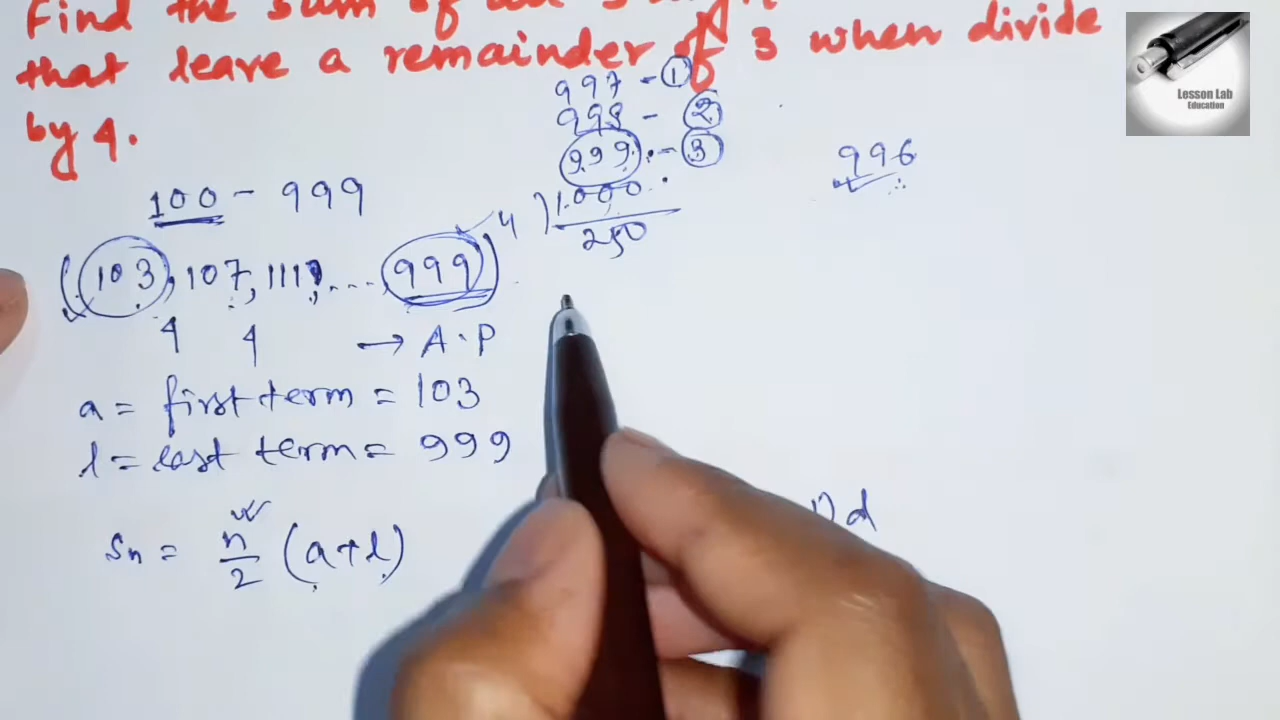 Find the sum of
that leave a remainder of 3 when divide
by 4.
997 - 1
998 - 2
999 - 3
4 ) 1000
250
996
100 - 999
(103, 107, 111, .... 999)
4 4 → A.P
a = first term = 103
l = last term = 999
Sn = n/2 (a+l)
d
Lesson Lab
Education